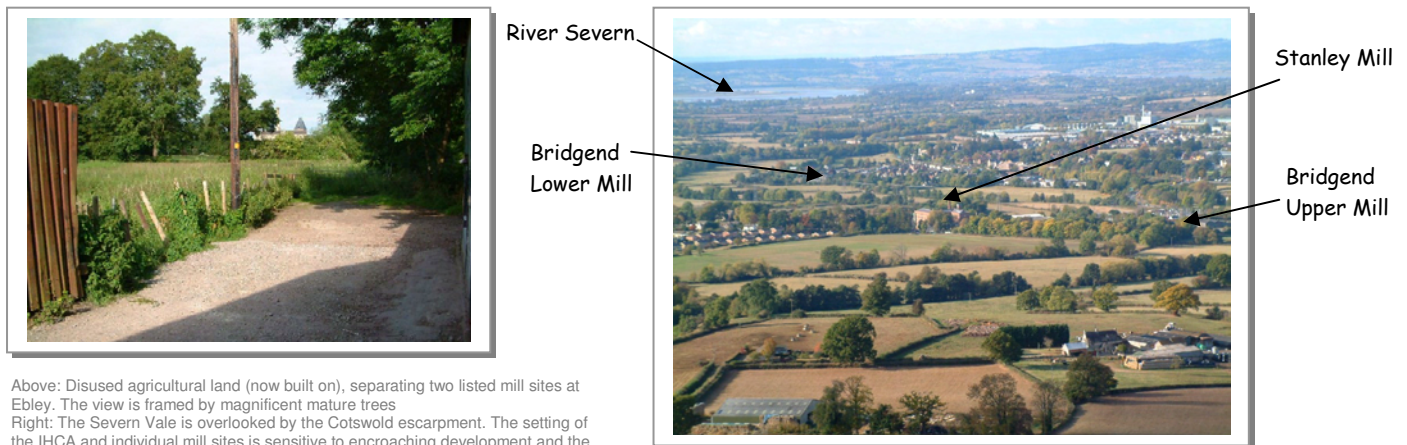 River Severn
Stanley Mill
Bridgend
Lower Mill
Bridgend
Upper Mill
Above: Disused agricultural land (now built on), separating two listed mill sites at
Ebley. The view is framed by magnificent mature trees
Right: The Severn Vale is overlooked by the Cotswold escarpment. The setting of
the IHCA and individual mill sites is sensitive to encroaching development and the